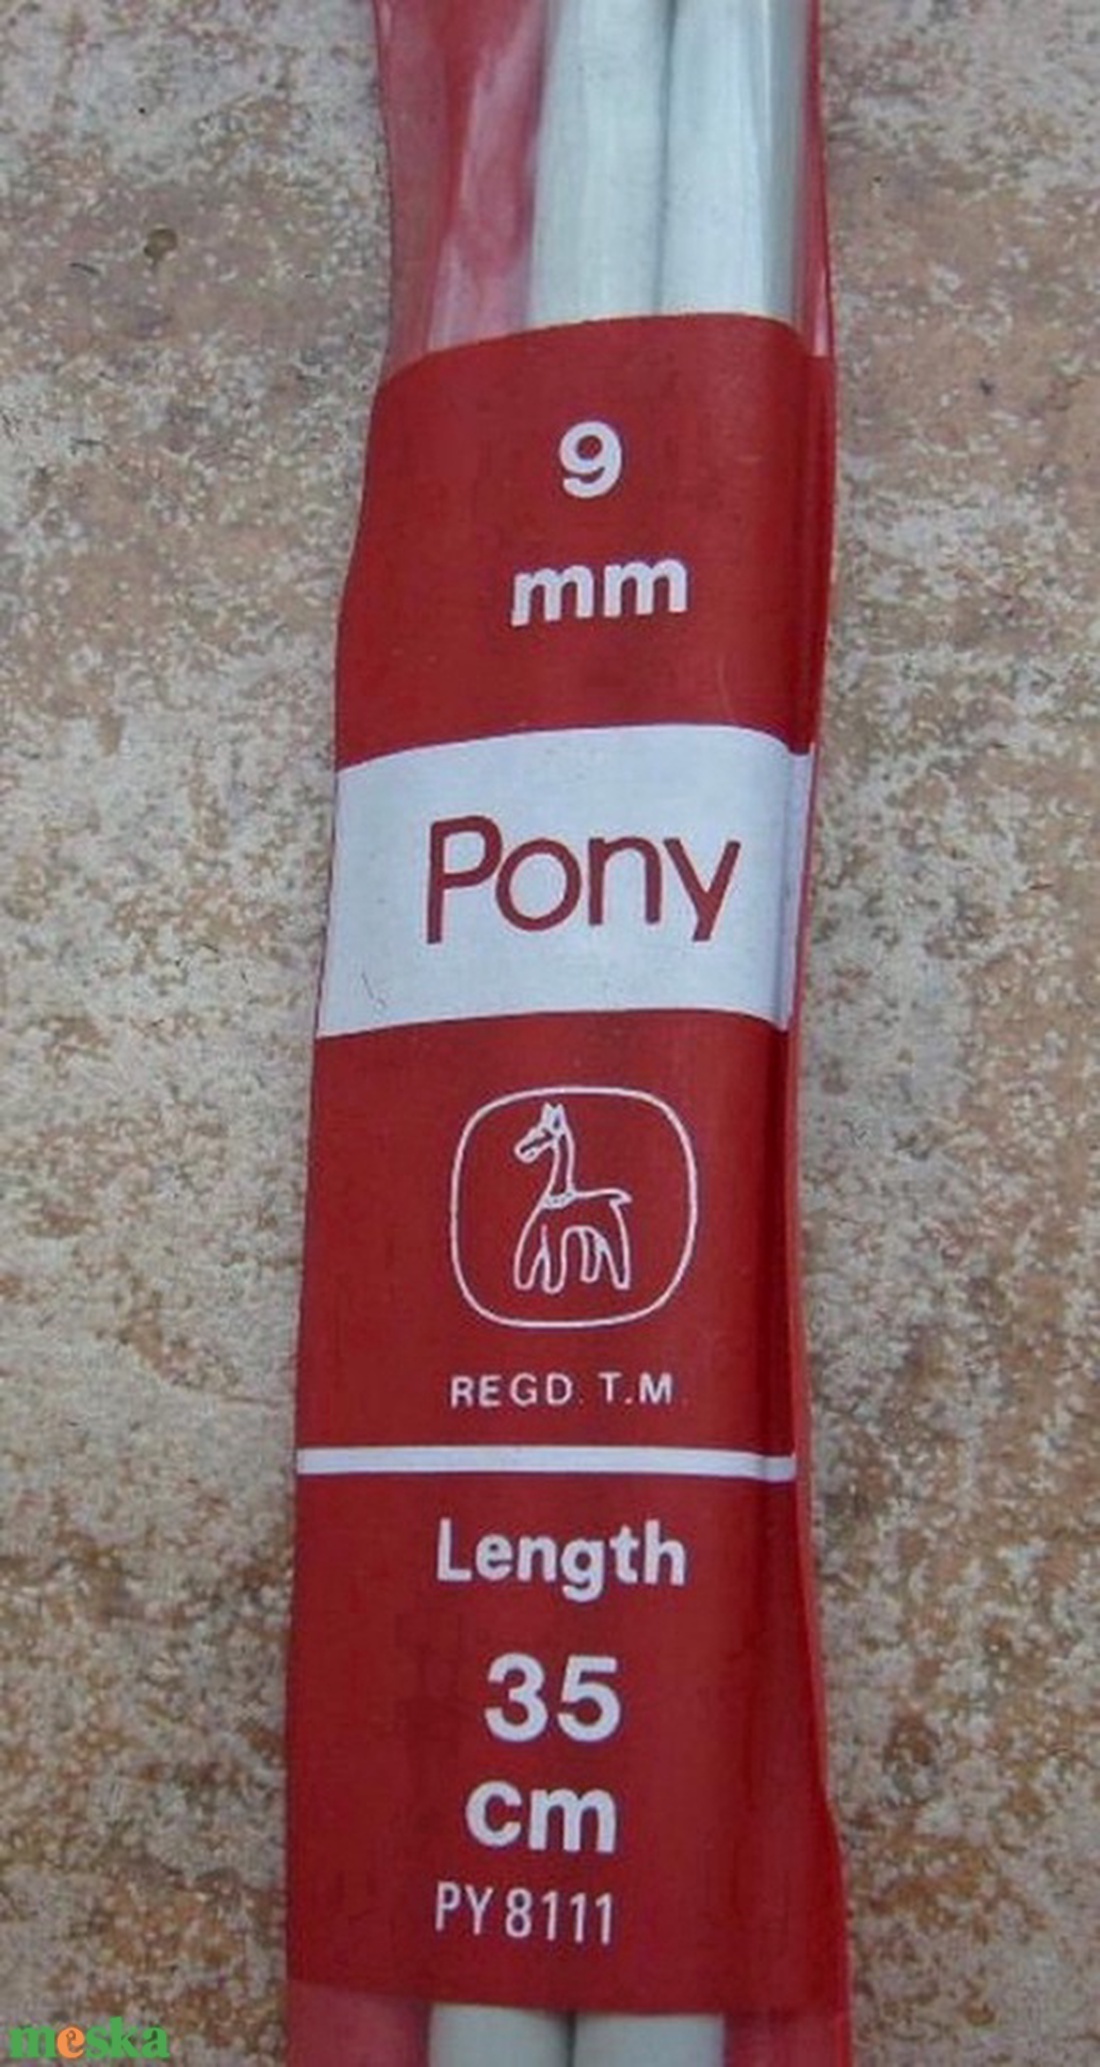 9
mm
Pony
REGD. T.M.
Length
35
cm
PY 8111
meska